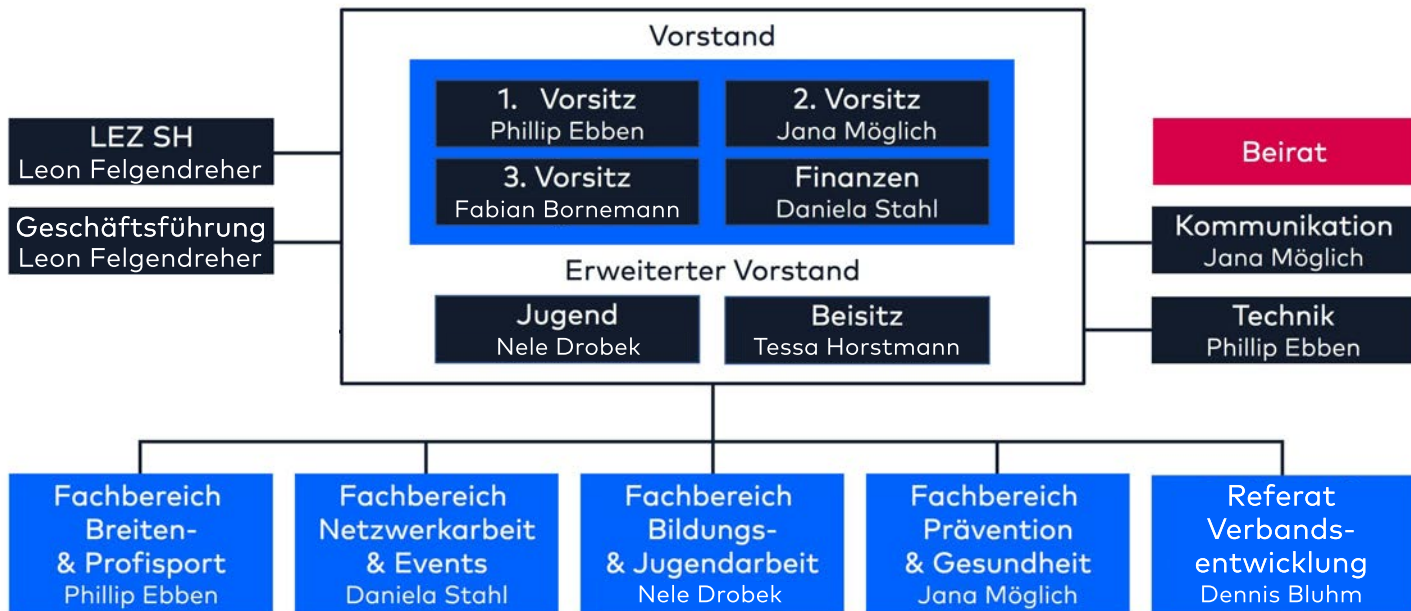 Vorstand
1. Vorsitz
Phillip Ebben
2. Vorsitz
Jana Möglich
3. Vorsitz
Fabian Bornemann
Finanzen
Daniela Stahl
Erweiterter Vorstand
Jugend
Nele Drobek
Beisitz
Tessa Horstmann
LEZ SH
Leon Felgendreher
Geschäftsführung
Leon Felgendreher
Beirat
Kommunikation
Jana Möglich
Technik
Phillip Ebben
Fachbereich
Breiten-
& Profisport
Phillip Ebben
Fachbereich
Netzwerkarbeit
& Events
Daniela Stahl
Fachbereich
Bildungs-
& Jugendarbeit
Nele Drobek
Fachbereich
Prävention
& Gesundheit
Jana Möglich
Referat
Verbands-
entwicklung
Dennis Bluhm